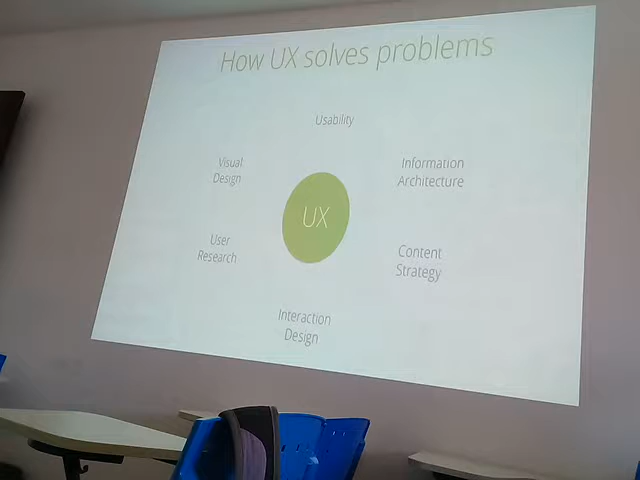 How UX solves problems
Usability
Visual
Design
Information
Architecture
UX
User
Research
Content
Strategy
Interaction
Design